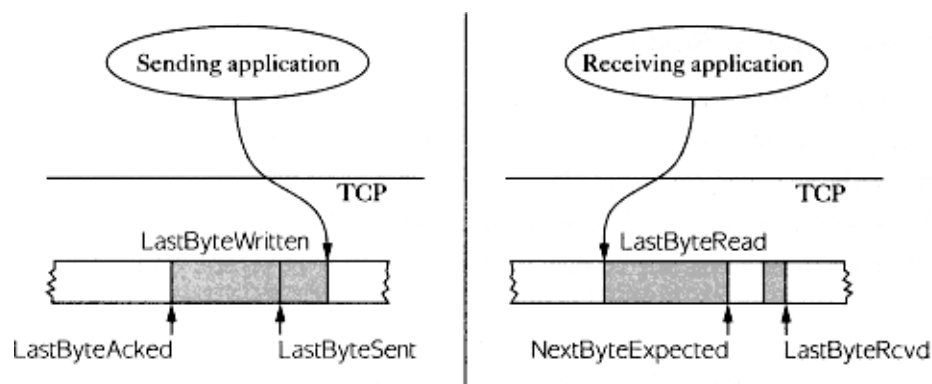 Sending application
TCP
LastByteWritten
LastByteAcked
LastByteSent
Receiving application
TCP
LastByteRead
NextByteExpected
LastByteRcvd